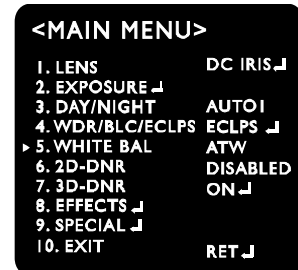 <MAIN MENU>
1. LENS DC IRIS↵
2. EXPOSURE↵
3. DAY/NIGHT AUTO1
4. WDR/BLC/ECLPS ECLPS ↵
▸ 5. WHITE BAL ATW
6. 2D-DNR DISABLED
7. 3D-DNR ON↵
8. EFFECTS↵
9. SPECIAL↵
10. EXIT RET↵